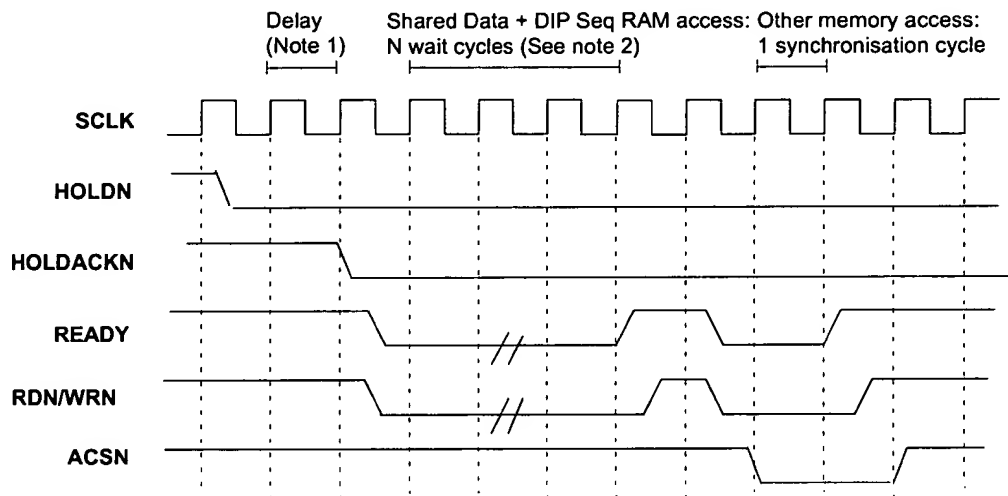 Delay
(Note 1)
Shared Data + DIP Seq RAM access:
N wait cycles (See note 2)
Other memory access:
1 synchronisation cycle
SCLK
HOLDN
HOLDACKN
READY
RDN/WRN
ACSN